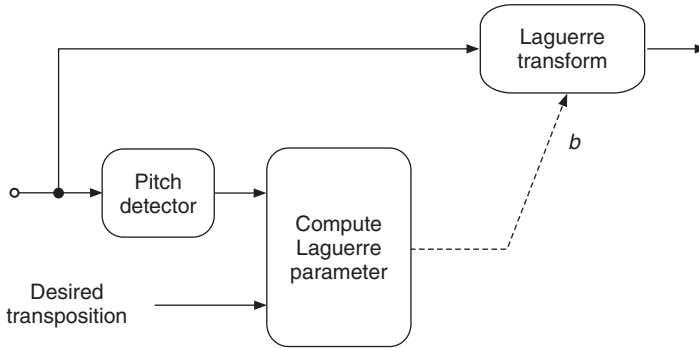 Laguerre
transform
b
Pitch
detector
Compute
Laguerre
parameter
Desired
transposition